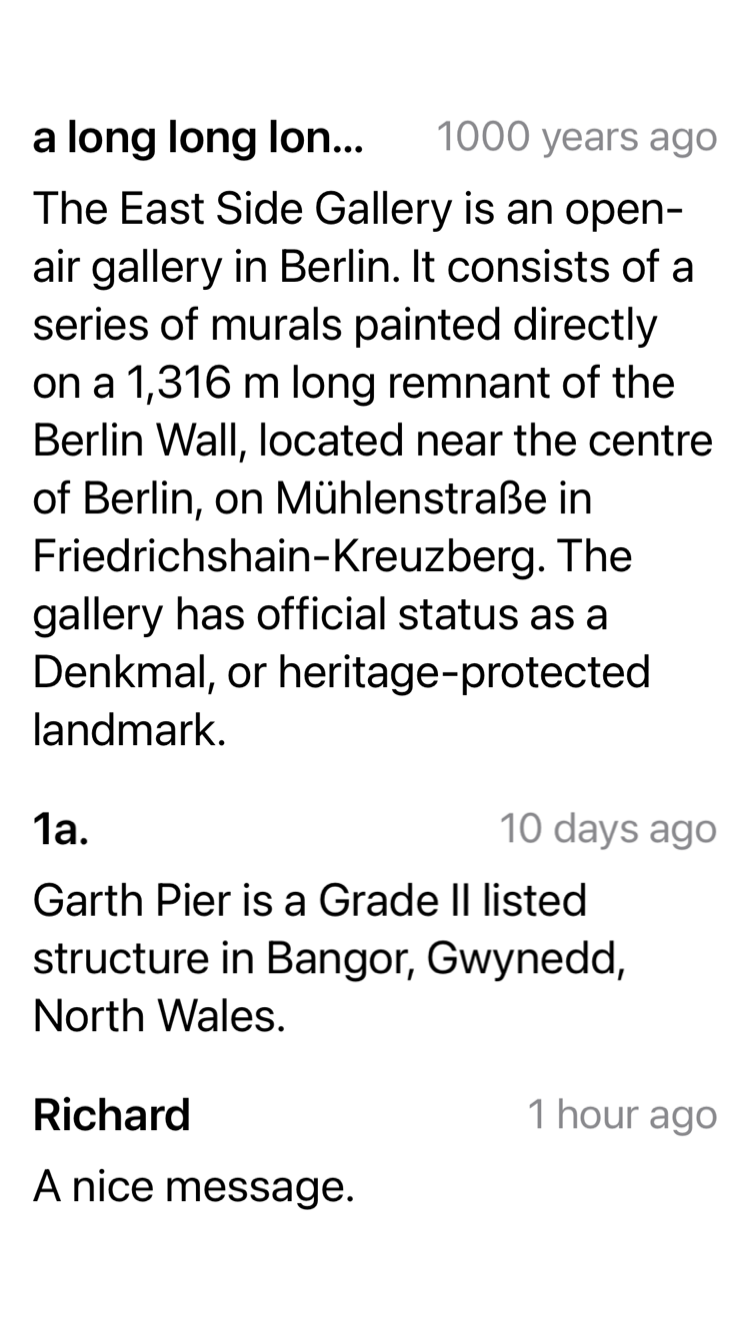 a long long lon... 1000 years ago
The East Side Gallery is an open-
air gallery in Berlin. It consists of a
series of murals painted directly
on a 1,316 m long remnant of the
Berlin Wall, located near the centre
of Berlin, on Mühlenstraße in
Friedrichshain-Kreuzberg. The
gallery has official status as a
Denkmal, or heritage-protected
landmark.
1a. 10 days ago
Garth Pier is a Grade II listed
structure in Bangor, Gwynedd,
North Wales.
Richard 1 hour ago
A nice message.